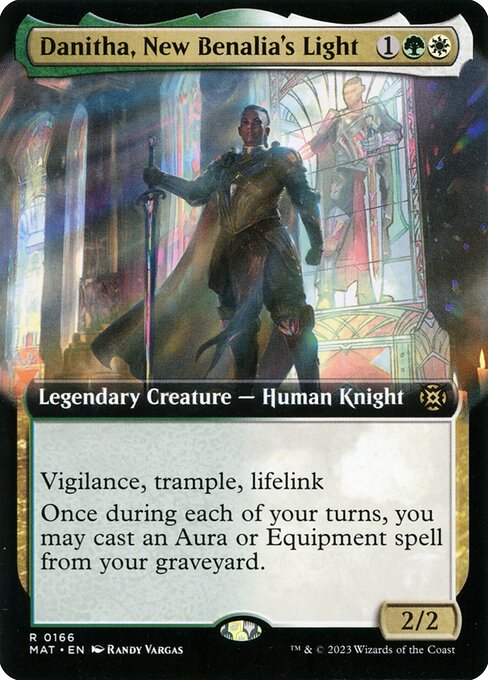 Danitha, New Benalia's Light 1
Legendary Creature — Human Knight
Vigilance, trample, lifelink
Once during each of your turns, you
may cast an Aura or Equipment spell
from your graveyard.
2/2
R 0166
MAT • EN RANDY VARGAS
™ & © 2023 Wizards of the Coast